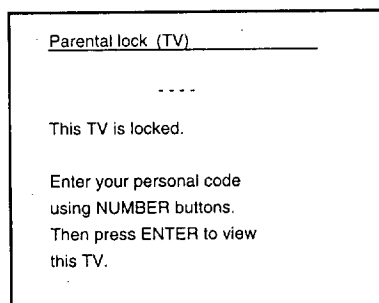 Parental lock (TV)
- - - -
This TV is locked.
Enter your personal code
using NUMBER buttons.
Then press ENTER to view
this TV.